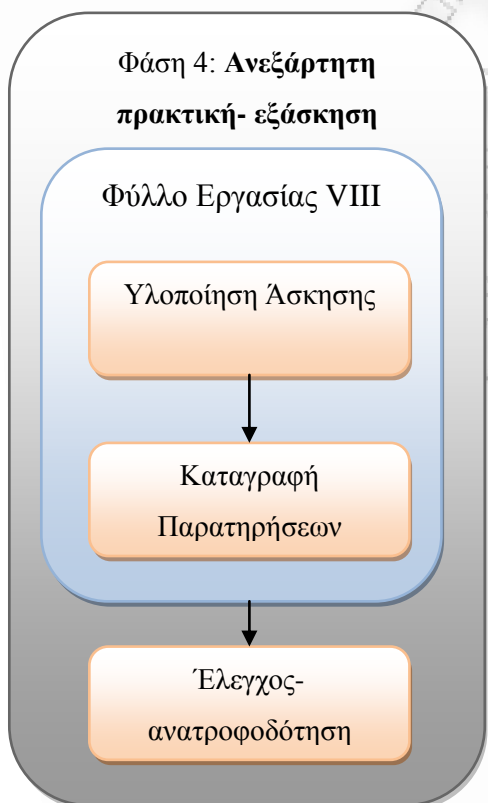 Φάση 4: Ανεξάρτητη
πρακτική- εξάσκηση
Φύλλο Εργασίας VIII
Υλοποίηση Άσκησης
Καταγραφή
Παρατηρήσεων
Έλεγχος-
ανατροφοδότηση